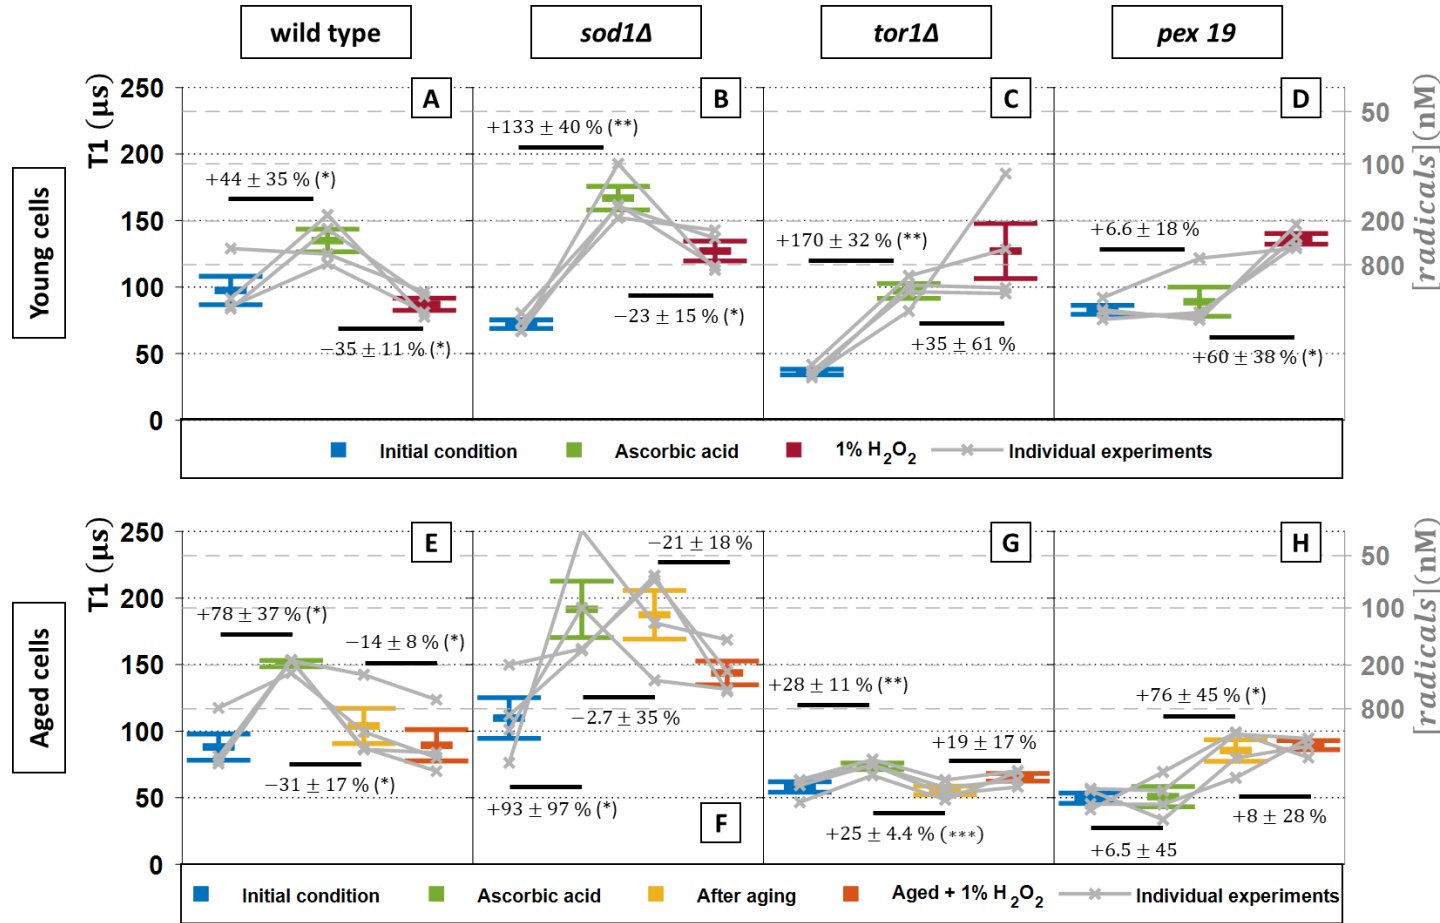 wild type
sod1Δ
tor1Δ
pex 19
Young cells
T1 (μs)
250
200
150
100
50
0
A
+44 ± 35 % (*)
−35 ± 11 % (*)
B
+133 ± 40 % (**)
−23 ± 15 % (*)
C
+170 ± 32 % (**)
+35 ± 61 %
D
+6.6 ± 18 %
+60 ± 38 % (*)
50
100
200
800
[radicals](nM)
Initial condition
Ascorbic acid
1% H2O2
Individual experiments
Aged cells
T1 (μs)
250
200
150
100
50
0
E
+78 ± 37 % (*)
−14 ± 8 % (*)
−31 ± 17 % (*)
−21 ± 18 %
−2.7 ± 35 %
+93 ± 97 % (*)
F
G
+28 ± 11 % (**)
+19 ± 17 %
+25 ± 4.4 % (***)
H
+76 ± 45 % (*)
+8 ± 28 %
+6.5 ± 45
50
100
200
800
[radicals](nM)
Initial condition
Ascorbic acid
After aging
Aged + 1% H2O2
Individual experiments